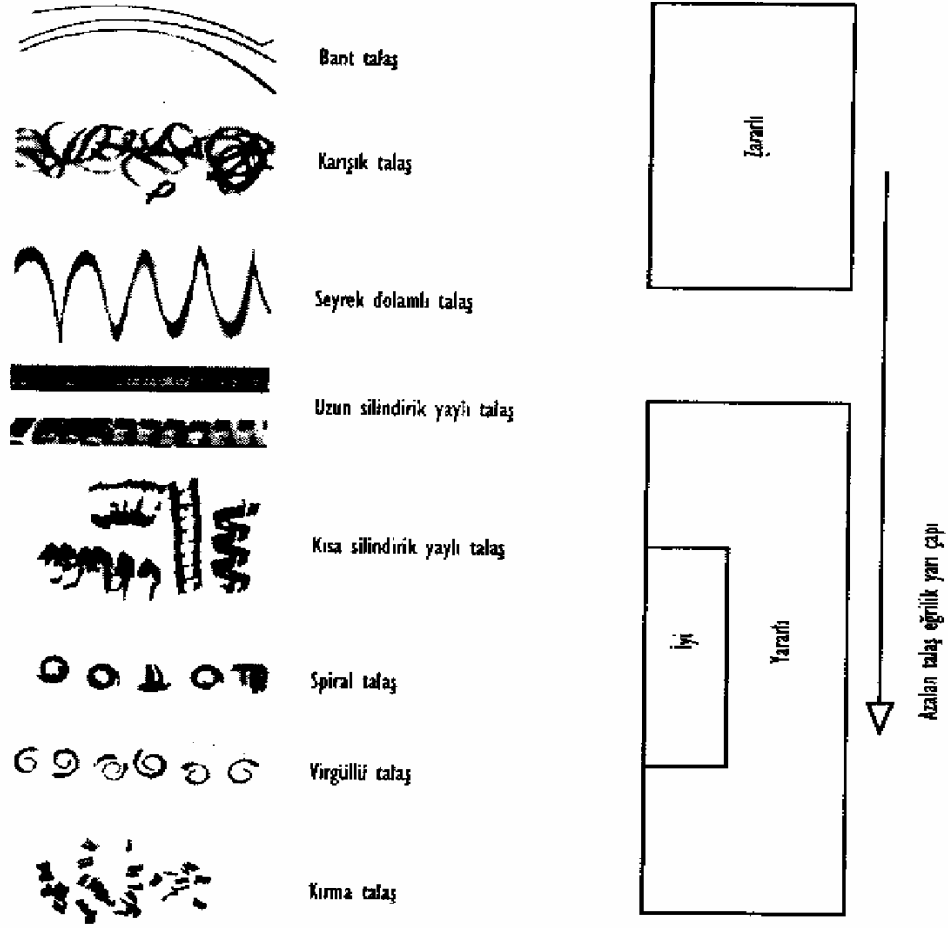 Bant talaş
Karışık talaş
Seyrek dolamlı talaş
Uzun silindirik yaylı talaş
Kısa silindirik yaylı talaş
Spiral talaş
Virgüllü talaş
Kırma talaş
Zararlı
İyi
Yararlı
Azalan talaş eğrilik yarı çapı